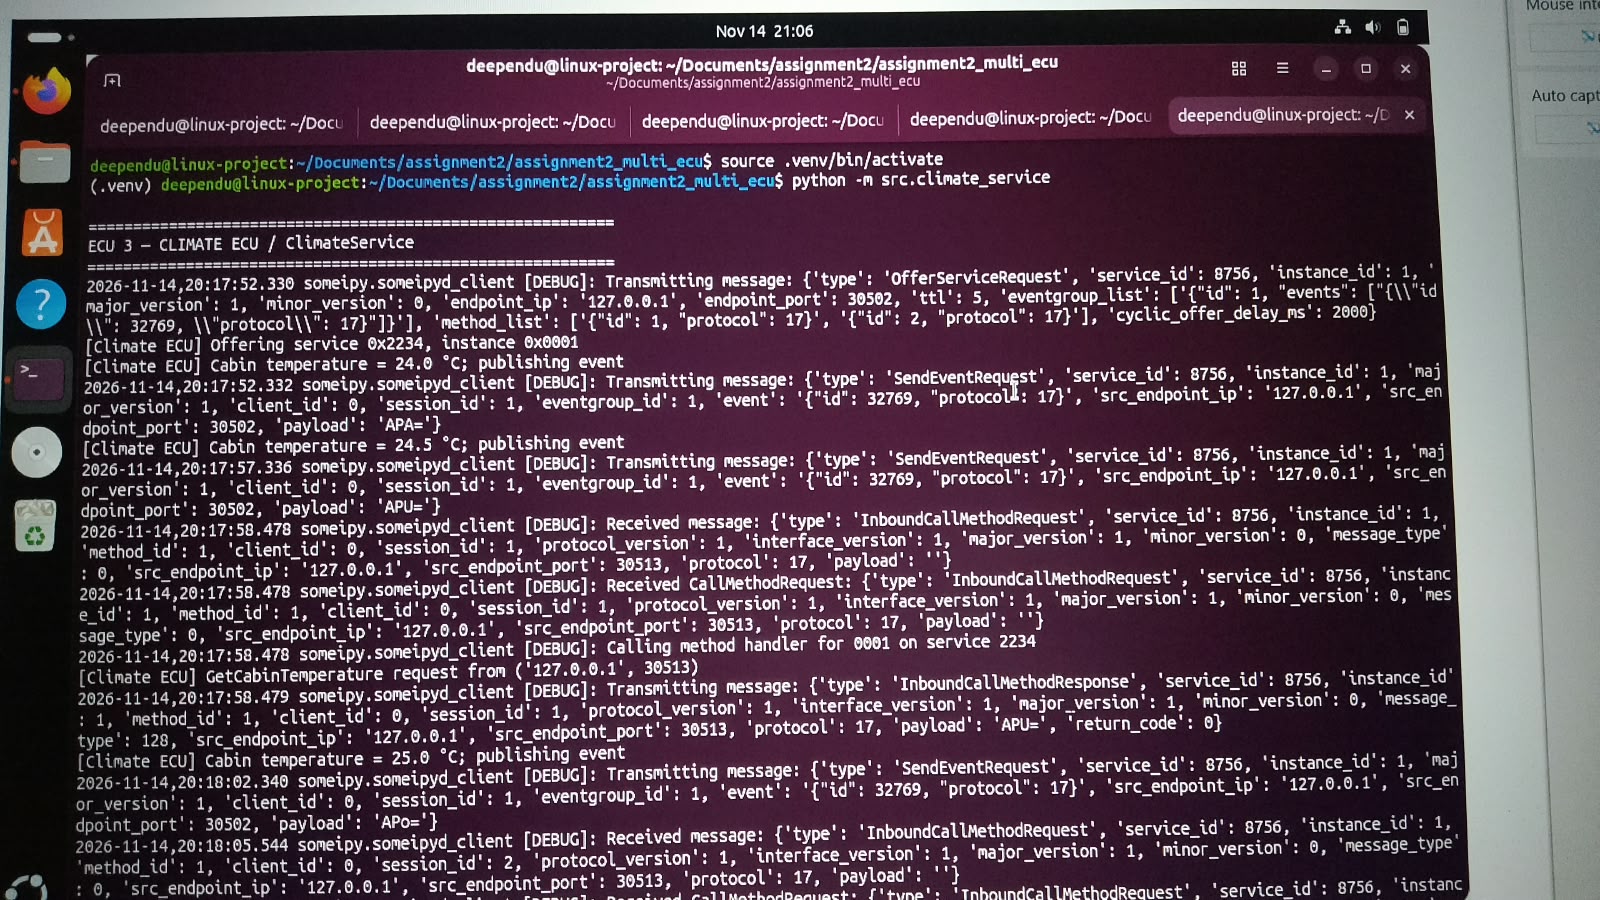 Mouse int
Auto capt
Nov 14 21:06
deependu@linux-project: ~/Documents/assignment2/assignment2_multi_ecu
~/Documents/assignment2/assignment2_multi_ecu
deependu@linux-project: ~/Docu
deependu@linux-project: ~/Docu
deependu@linux-project: ~/Docu
deependu@linux-project: ~/Docu
deependu@linux-project: ~/D
deependu@linux-project:~/Documents/assignment2/assignment2_multi_ecu$ source .venv/bin/activate
(.venv) deependu@linux-project:~/Documents/assignment2/assignment2_multi_ecu$ python -m src.climate_service
============================================================
ECU 3 — CLIMATE ECU / ClimateService
============================================================
2026-11-14,20:17:52.330 someipy.someipyd_client [DEBUG]: Transmitting message: {'type': 'OfferServiceRequest', 'service_id': 8756, 'instance_id': 1, '
major_version': 1, 'minor_version': 0, 'endpoint_ip': '127.0.0.1', 'endpoint_port': 30502, 'ttl': 5, 'eventgroup_list': ['{"id": 1, "events": ["{\\"id
\\": 32769, \\"protocol\\": 17}"]}'], 'method_list': ['{"id": 1, "protocol": 17}', '{"id": 2, "protocol": 17}'], 'cyclic_offer_delay_ms': 2000}
[Climate ECU] Offering service 0x2234, instance 0x0001
[Climate ECU] Cabin temperature = 24.0 °C; publishing event
2026-11-14,20:17:52.332 someipy.someipyd_client [DEBUG]: Transmitting message: {'type': 'SendEventRequest', 'service_id': 8756, 'instance_id': 1, 'maj
or_version': 1, 'client_id': 0, 'session_id': 1, 'eventgroup_id': 1, 'event': '{"id": 32769, "protocol": 17}', 'src_endpoint_ip': '127.0.0.1', 'src_en
dpoint_port': 30502, 'payload': 'APA='}
[Climate ECU] Cabin temperature = 24.5 °C; publishing event
2026-11-14,20:17:57.336 someipy.someipyd_client [DEBUG]: Transmitting message: {'type': 'SendEventRequest', 'service_id': 8756, 'instance_id': 1, 'maj
or_version': 1, 'client_id': 0, 'session_id': 1, 'eventgroup_id': 1, 'event': '{"id": 32769, "protocol": 17}', 'src_endpoint_ip': '127.0.0.1', 'src_en
dpoint_port': 30502, 'payload': 'APU='}
2026-11-14,20:17:58.478 someipy.someipyd_client [DEBUG]: Received message: {'type': 'InboundCallMethodRequest', 'service_id': 8756, 'instance_id': 1,
'method_id': 1, 'client_id': 0, 'session_id': 1, 'protocol_version': 1, 'interface_version': 1, 'major_version': 1, 'minor_version': 0, 'message_type'
: 0, 'src_endpoint_ip': '127.0.0.1', 'src_endpoint_port': 30513, 'protocol': 17, 'payload': ''}
2026-11-14,20:17:58.478 someipy.someipyd_client [DEBUG]: Received CallMethodRequest: {'type': 'InboundCallMethodRequest', 'service_id': 8756, 'instanc
e_id': 1, 'method_id': 1, 'client_id': 0, 'session_id': 1, 'protocol_version': 1, 'interface_version': 1, 'major_version': 1, 'minor_version': 0, 'mes
sage_type': 0, 'src_endpoint_ip': '127.0.0.1', 'src_endpoint_port': 30513, 'protocol': 17, 'payload': ''}
2026-11-14,20:17:58.478 someipy.someipyd_client [DEBUG]: Calling method handler for 0001 on service 2234
[Climate ECU] GetCabinTemperature request from ('127.0.0.1', 30513)
2026-11-14,20:17:58.479 someipy.someipyd_client [DEBUG]: Transmitting message: {'type': 'InboundCallMethodResponse', 'service_id': 8756, 'instance_id'
: 1, 'method_id': 1, 'client_id': 0, 'session_id': 1, 'protocol_version': 1, 'interface_version': 1, 'major_version': 1, 'minor_version': 0, 'message_
type': 128, 'src_endpoint_ip': '127.0.0.1', 'src_endpoint_port': 30513, 'protocol': 17, 'payload': 'APU=', 'return_code': 0}
[Climate ECU] Cabin temperature = 25.0 °C; publishing event
2026-11-14,20:18:02.340 someipy.someipyd_client [DEBUG]: Transmitting message: {'type': 'SendEventRequest', 'service_id': 8756, 'instance_id': 1, 'maj
or_version': 1, 'client_id': 0, 'session_id': 1, 'eventgroup_id': 1, 'event': '{"id": 32769, "protocol": 17}', 'src_endpoint_ip': '127.0.0.1', 'src_en
dpoint_port': 30502, 'payload': 'APo='}
2026-11-14,20:18:05.544 someipy.someipyd_client [DEBUG]: Received message: {'type': 'InboundCallMethodRequest', 'service_id': 8756, 'instance_id': 1,
'method_id': 1, 'client_id': 0, 'session_id': 2, 'protocol_version': 1, 'interface_version': 1, 'major_version': 1, 'minor_version': 0, 'message_type'
: 0, 'src_endpoint_ip': '127.0.0.1', 'src_endpoint_port': 30513, 'protocol': 17, 'payload': ''}
someipy.someipyd_client [DEBUG]: Received CallMethodRequest: {'type': 'InboundCallMethodRequest', 'service_id': 8756, 'instanc